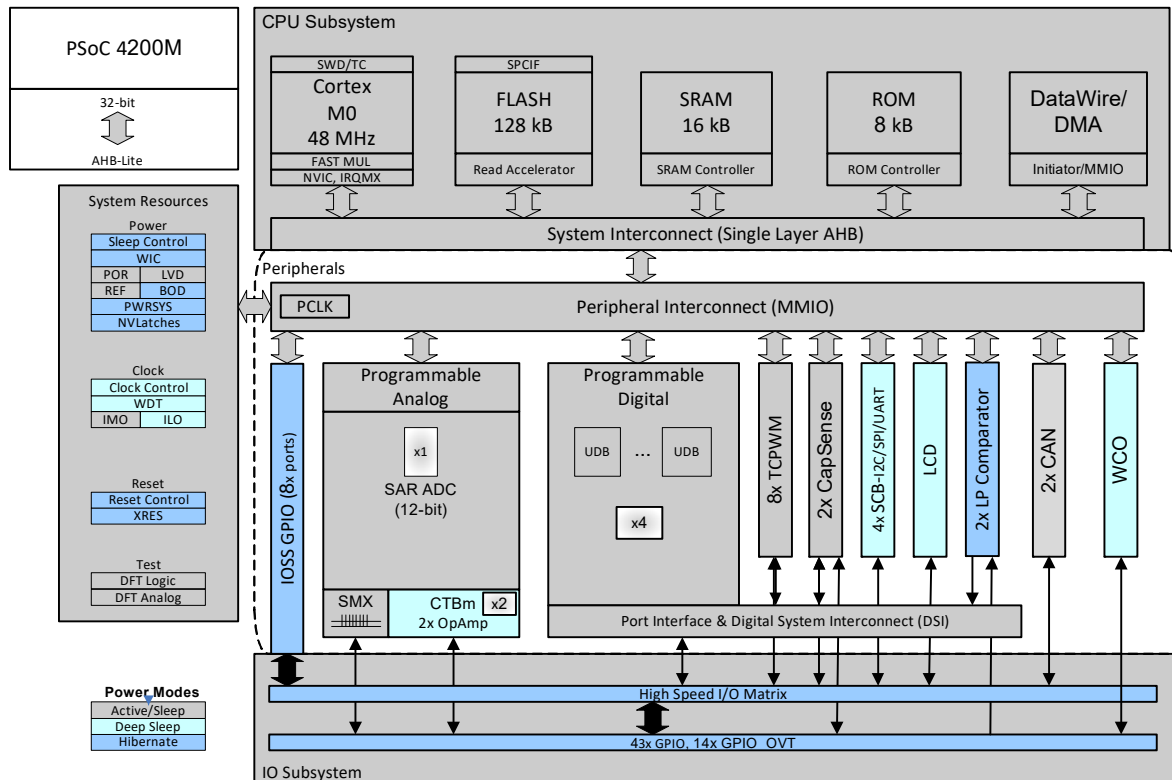 PSoC 4200M
32-bit
AHB-Lite
CPU Subsystem
SWD/TC
Cortex
M0
48 MHz
FAST MUL
NVIC, IRQMX
SPCIF
FLASH
128 kB
Read Accelerator
SRAM
16 kB
SRAM Controller
ROM
8 kB
ROM Controller
DataWire/
DMA
Initiator/MMIO
System Interconnect (Single Layer AHB)
System Resources
Power
Sleep Control
WIC
POR LVD
REF BOD
PWRSYS
NVLatches
Clock
Clock Control
WDT
IMO ILO
Reset
Reset Control
XRES
Test
DFT Logic
DFT Analog
Peripherals
PCLK
Peripheral Interconnect (MMIO)
IOSS GPIO (8x ports)
Programmable
Analog
x1
SAR ADC
(12-bit)
SMX
CTBm
x2
2x OpAmp
Programmable
Digital
UDB ... UDB
x4
8x TCPWM
2x CapSense
4x SCB-I2C/SPI/UART
LCD
2x LP Comparator
2x CAN
WCO
Port Interface & Digital System Interconnect (DSI)
Power Modes
Active/Sleep
Deep Sleep
Hibernate
High Speed I/O Matrix
43x GPIO, 14x GPIO_OVT
IO Subsystem